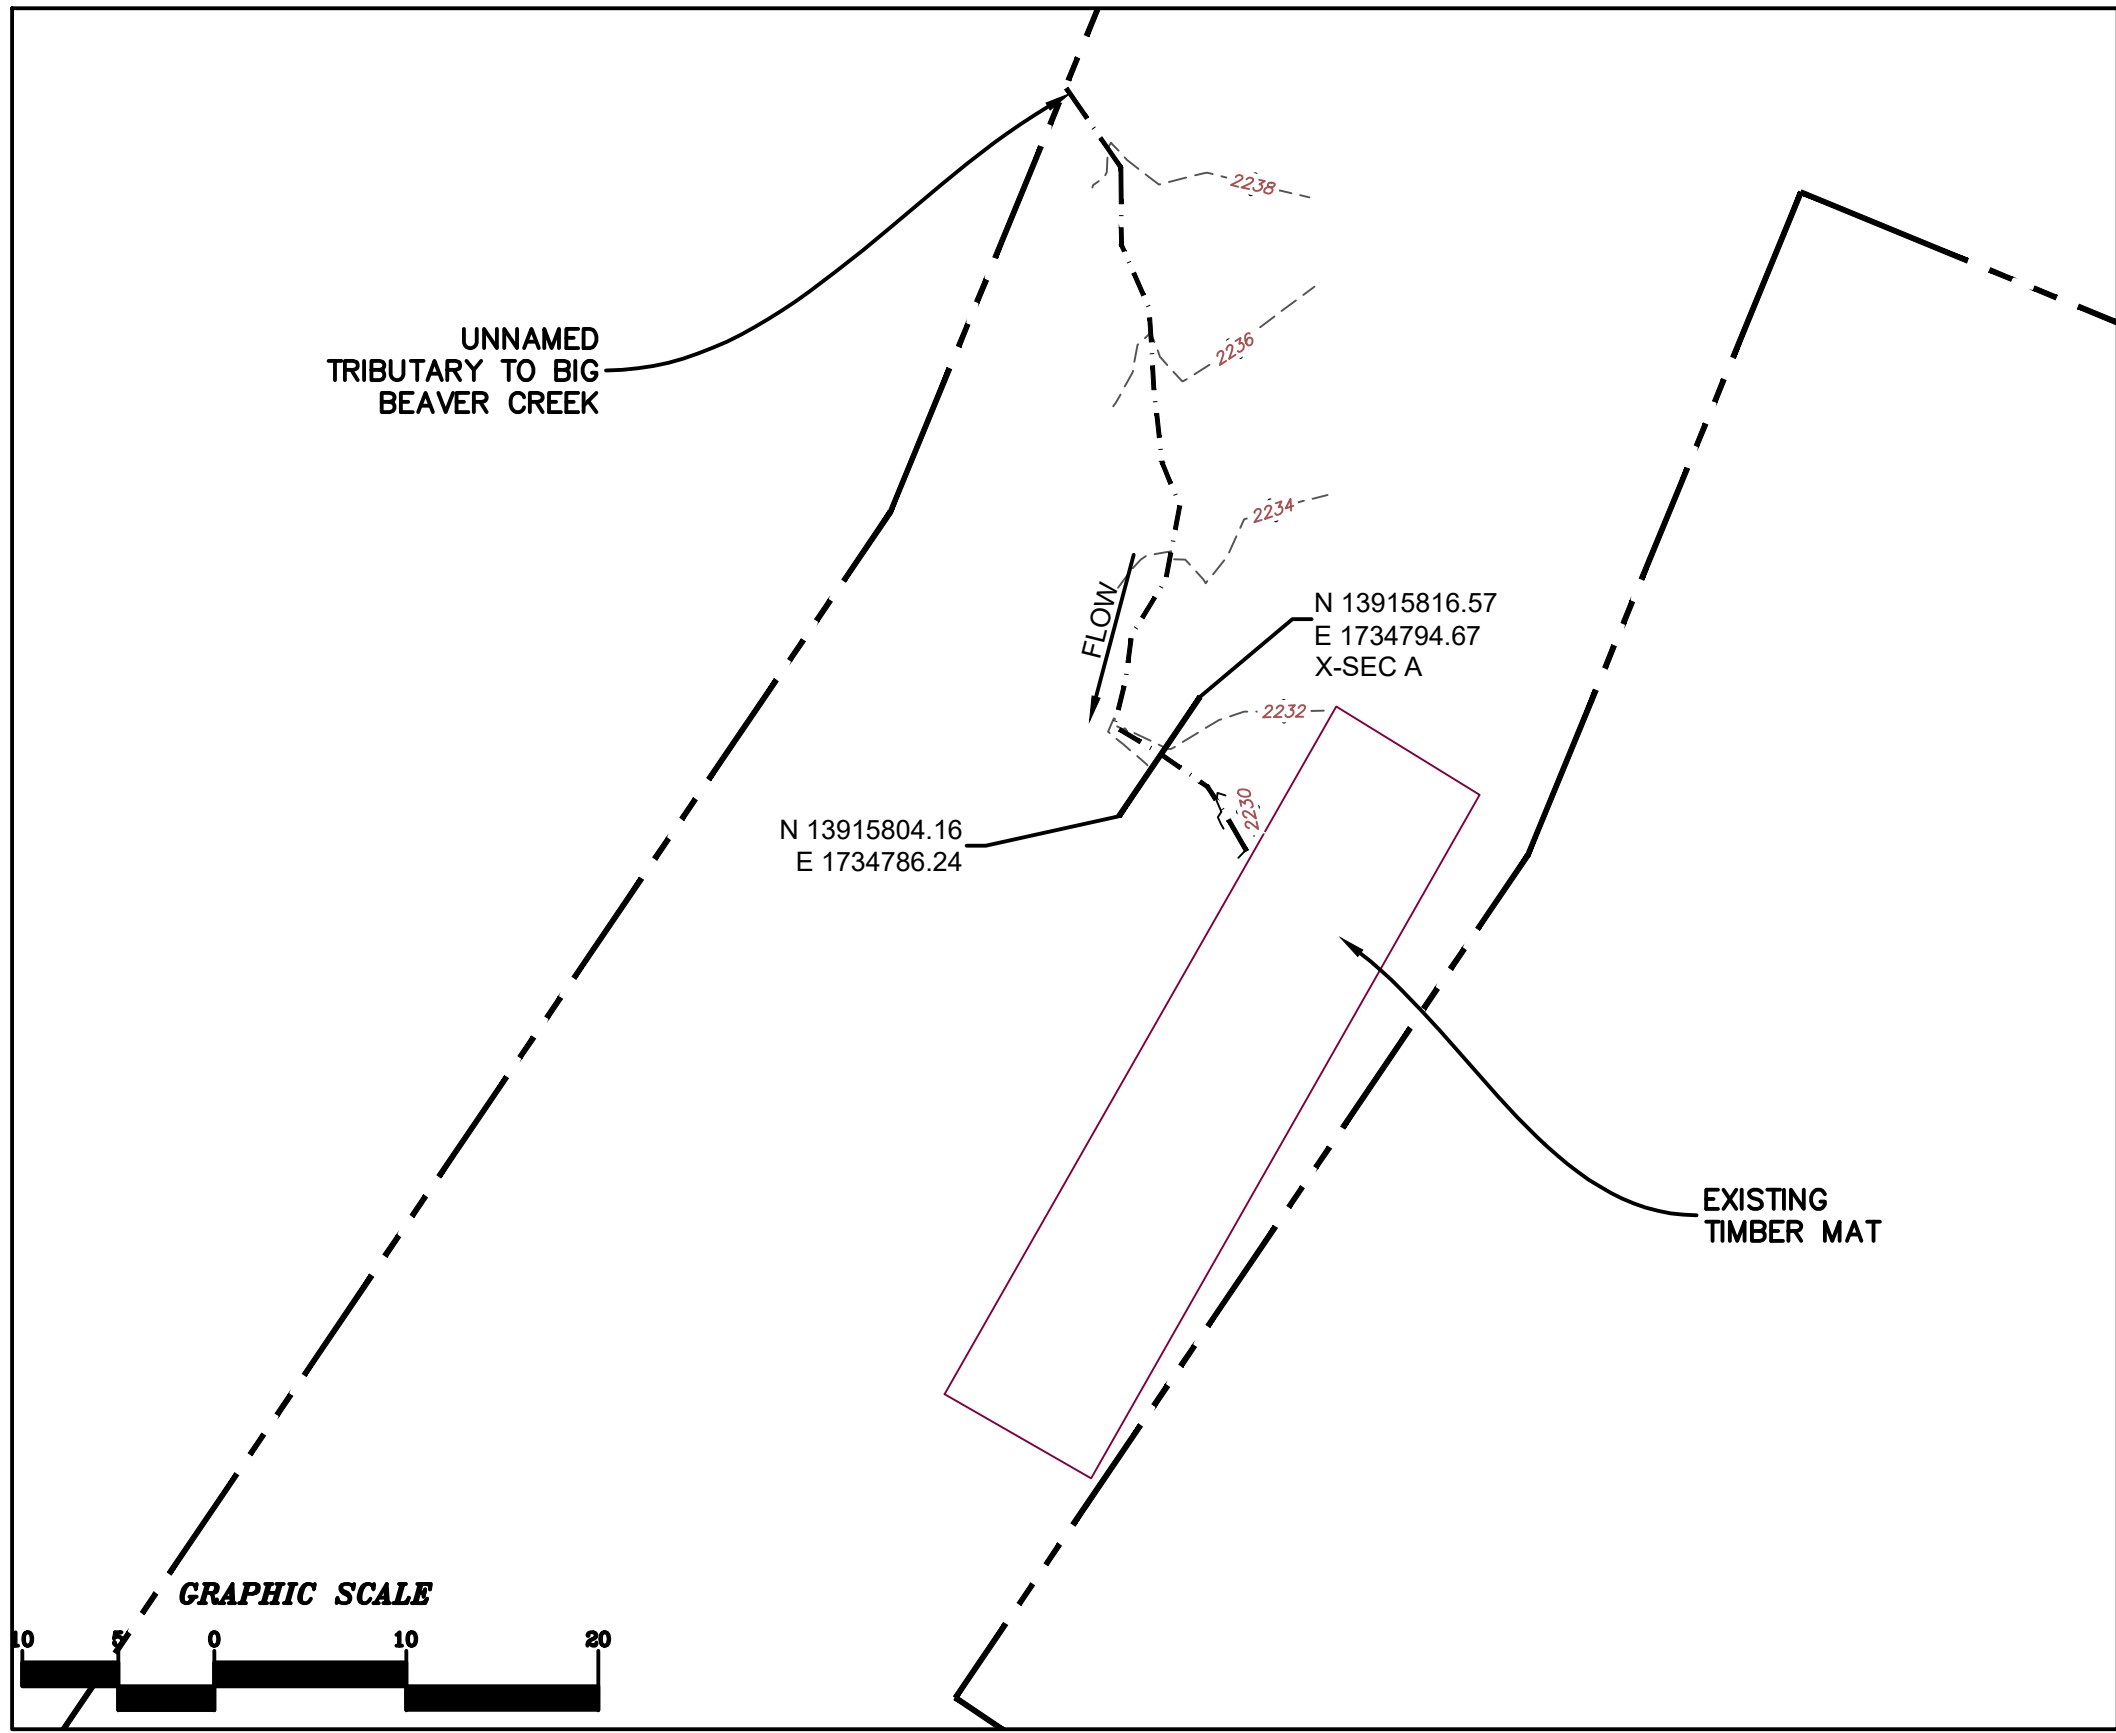 2238
UNNAMED
TRIBUTARY TO BIG
BEAVER CREEK
2236
2234
FLOW
N 13915816.57
E 1734794.67
X-SEC A
2232
2230
N 13915804.16
E 1734786.24
EXISTING
TIMBER MAT
GRAPHIC SCALE
10 5 0 10 20